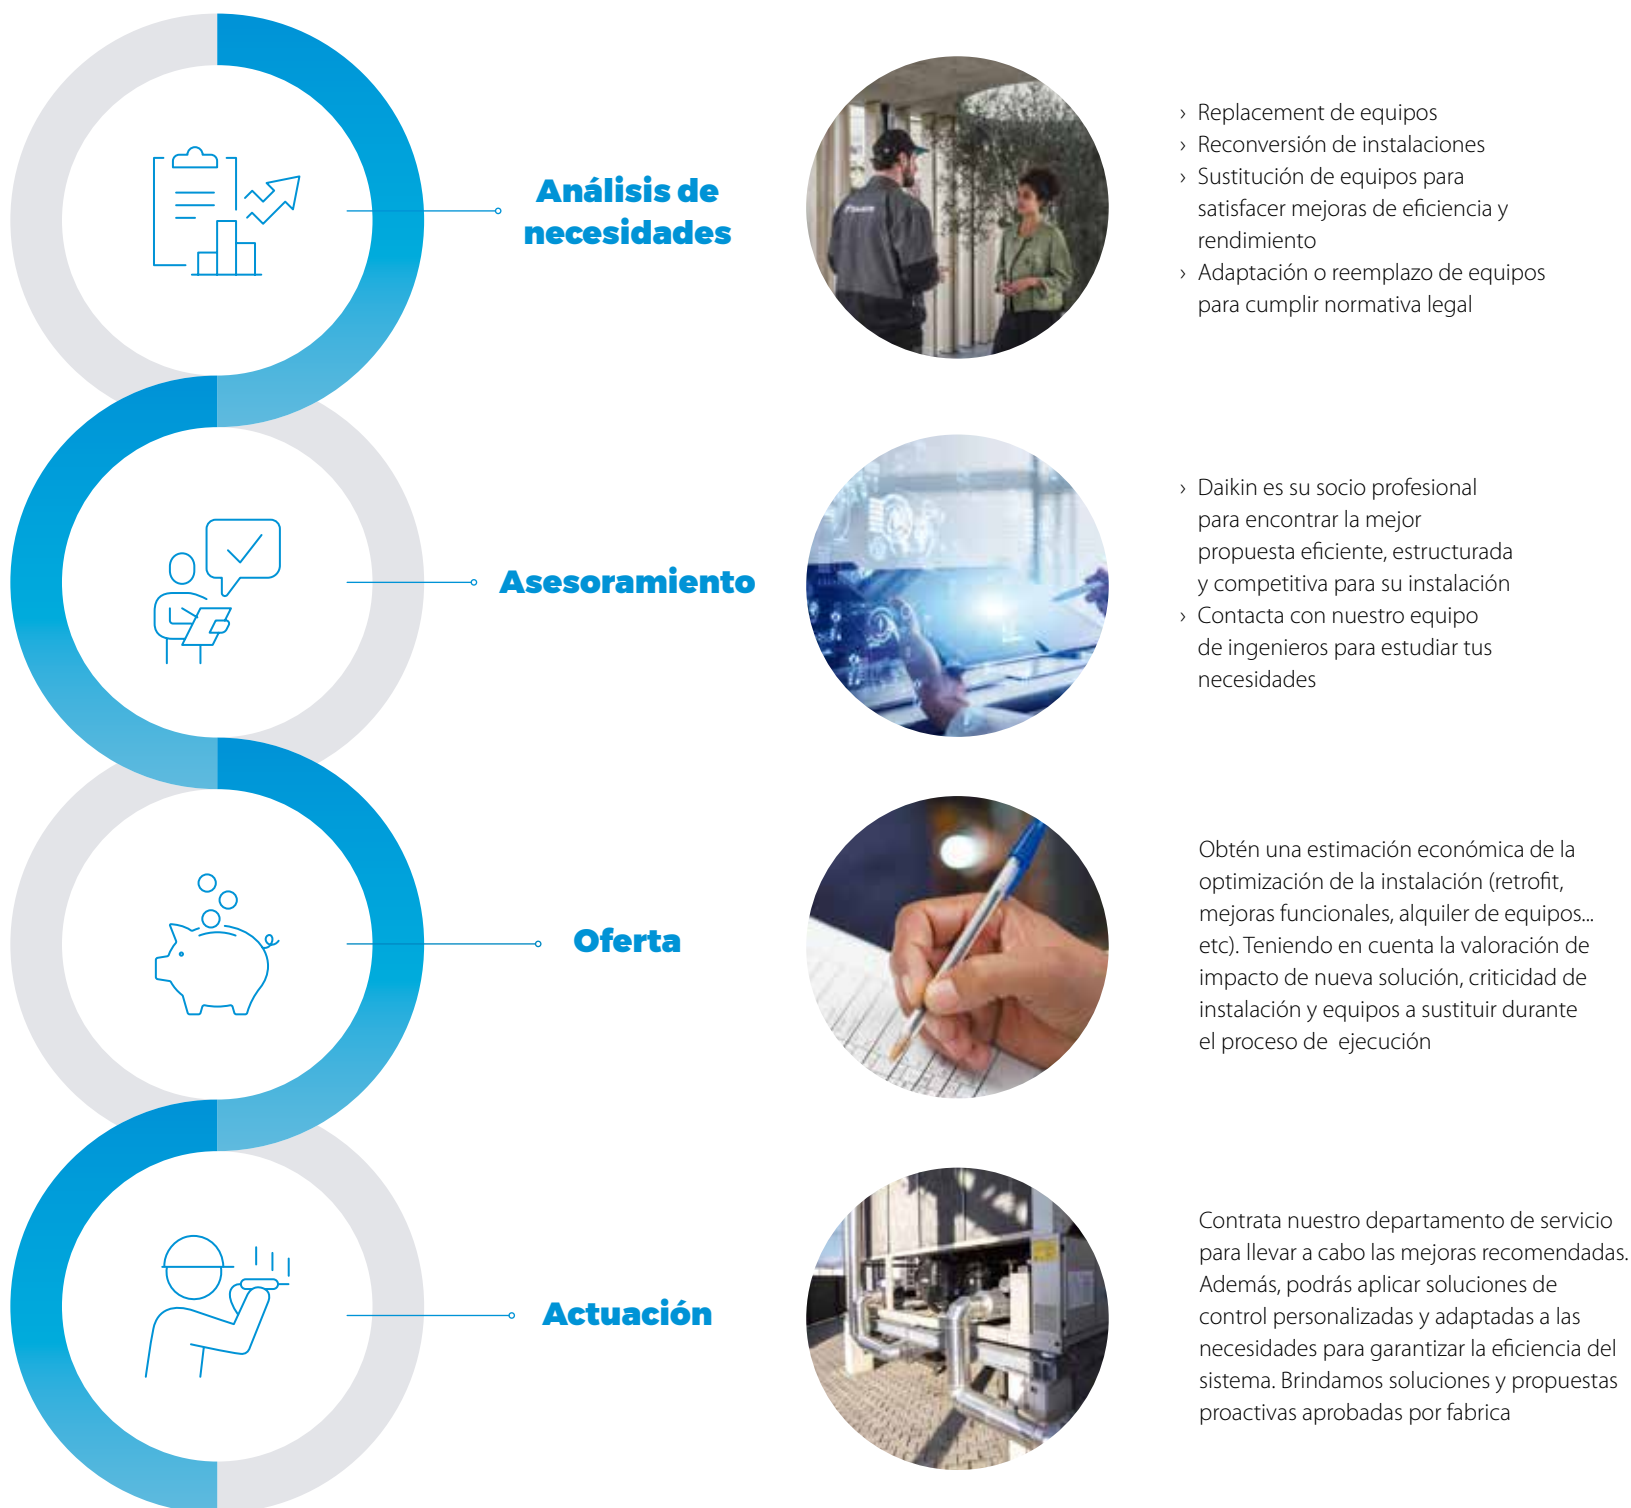 Análisis de
necesidades
› Replacement de equipos
› Reconversión de instalaciones
› Sustitución de equipos para
satisfacer mejoras de eficiencia y
rendimiento
› Adaptación o reemplazo de equipos
para cumplir normativa legal
Asesoramiento
› Daikin es su socio profesional
para encontrar la mejor
propuesta eficiente, estructurada
y competitiva para su instalación
› Contacta con nuestro equipo
de ingenieros para estudiar tus
necesidades
Oferta
Obtén una estimación económica de la
optimización de la instalación (retrofit,
mejoras funcionales, alquiler de equipos...
etc). Teniendo en cuenta la valoración de
impacto de nueva solución, criticidad de
instalación y equipos a sustituir durante
el proceso de  ejecución
Actuación
Contrata nuestro departamento de servicio
para llevar a cabo las mejoras recomendadas.
Además, podrás aplicar soluciones de
control personalizadas y adaptadas a las
necesidades para garantizar la eficiencia del
sistema. Brindamos soluciones y propuestas
proactivas aprobadas por fabrica